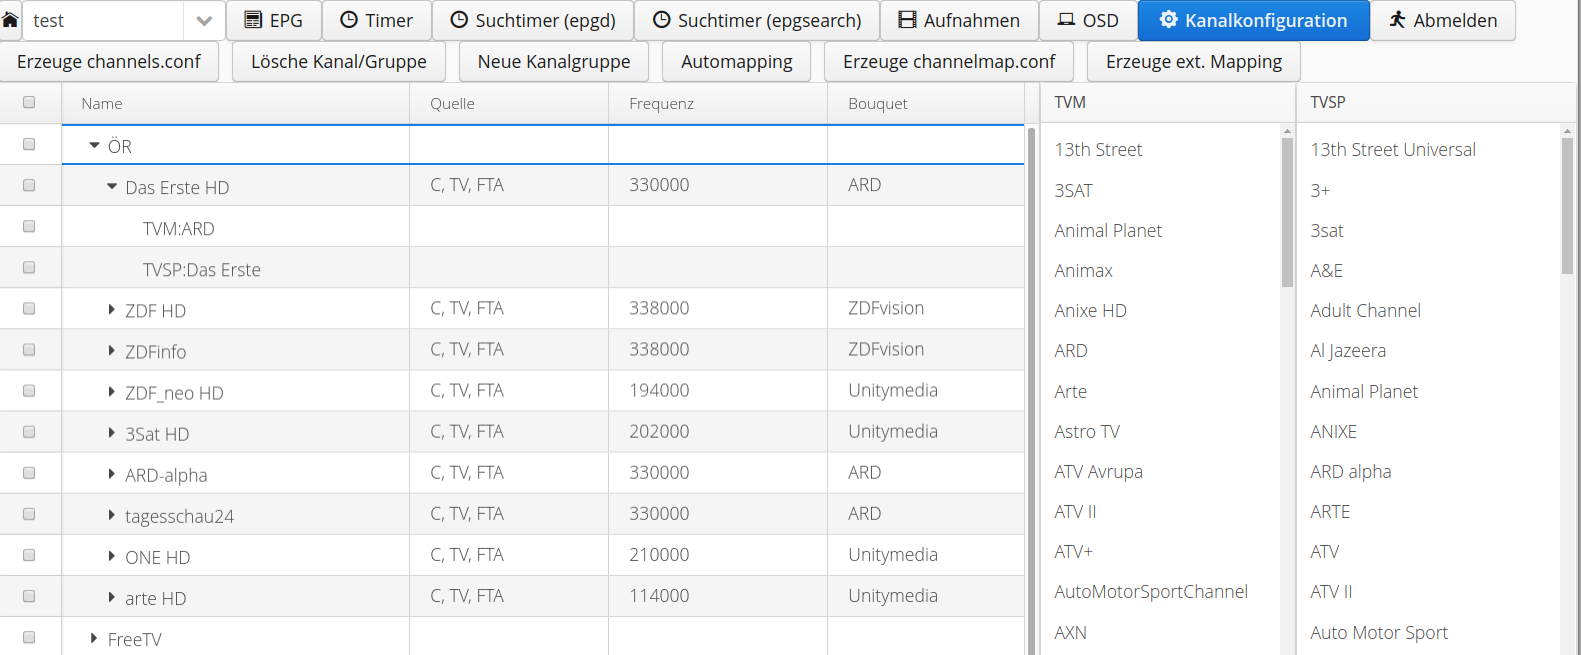 test EPG Timer Suchtimer (epgd) Suchtimer (epgsearch) Aufnahmen OSD Kanalkonfiguration Abmelden
Erzeuge channels.conf Lösche Kanal/Gruppe Neue Kanalgruppe Automapping Erzeuge channelmap.conf Erzeuge ext. Mapping
Name Quelle Frequenz Bouquet
ÖR
Das Erste HD C, TV, FTA 330000 ARD
TVM:ARD
TVSP:Das Erste
ZDF HD C, TV, FTA 338000 ZDFvision
ZDFinfo C, TV, FTA 338000 ZDFvision
ZDF_neo HD C, TV, FTA 194000 Unitymedia
3Sat HD C, TV, FTA 202000 Unitymedia
ARD-alpha C, TV, FTA 330000 ARD
tagesschau24 C, TV, FTA 330000 ARD
ONE HD C, TV, FTA 210000 Unitymedia
arte HD C, TV, FTA 114000 Unitymedia
FreeTV
TVM
13th Street
3SAT
Animal Planet
Animax
Anixe HD
ARD
Arte
Astro TV
ATV Avrupa
ATV II
ATV+
AutoMotorSportChannel
AXN
TVSP
13th Street Universal
3+
3sat
A&E
Adult Channel
Al Jazeera
Animal Planet
ANIXE
ARD alpha
ARTE
ATV
ATV II
Auto Motor Sport